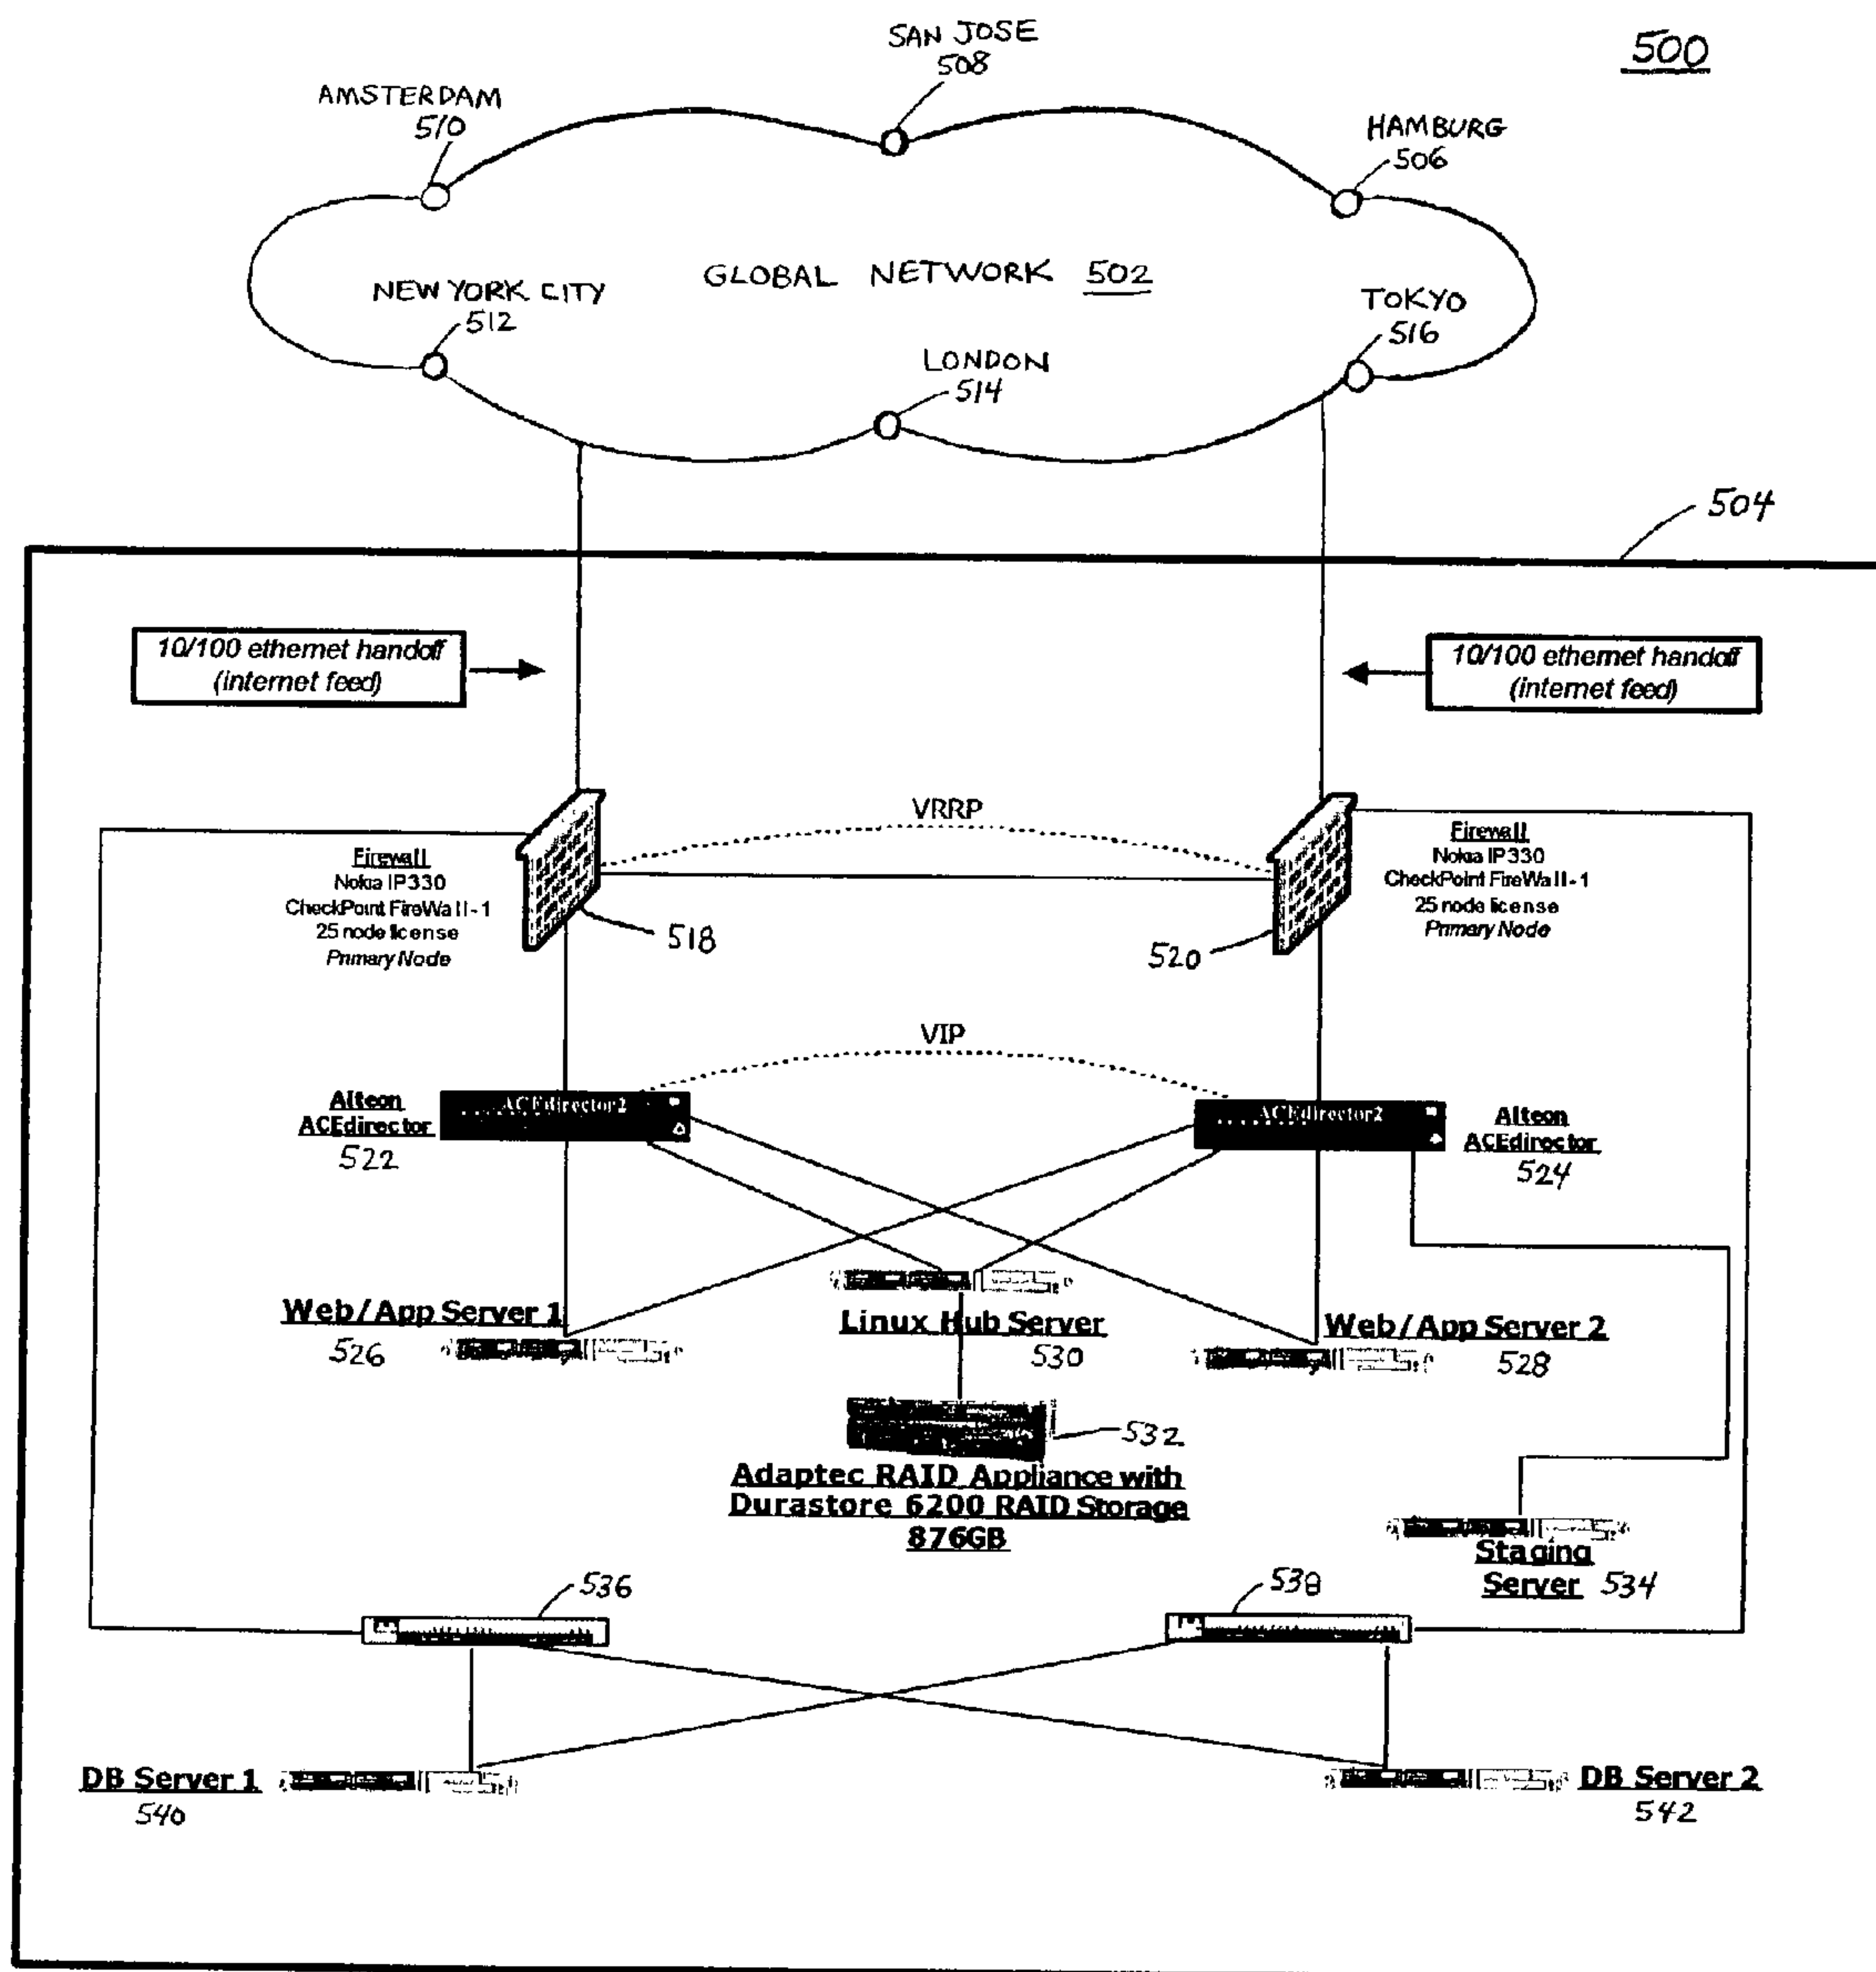 500
SAN JOSE
508
AMSTERDAM
510
HAMBURG
506
GLOBAL NETWORK 502
NEW YORK CITY
512
TOKYO
516
LONDON
514
504
10/100 ethernet handoff
(internet feed)
10/100 ethernet handoff
(internet feed)
VRRP
Firewall
Nokia IP330
CheckPoint FireWall-1
25 node license
Primary Node
518
Firewall
Nokia IP330
CheckPoint FireWall-1
25 node license
Primary Node
520
VIP
Alteon
ACEdirector
522
ACEdirector2
ACEdirector2
Alteon
ACEdirector
524
Web/App Server 1
526
Linux Hub Server
530
Web/App Server 2
528
532
Adaptec RAID Appliance with
Durastore 6200 RAID Storage
876GB
Staging
Server 534
536
538
DB Server 1
540
DB Server 2
542